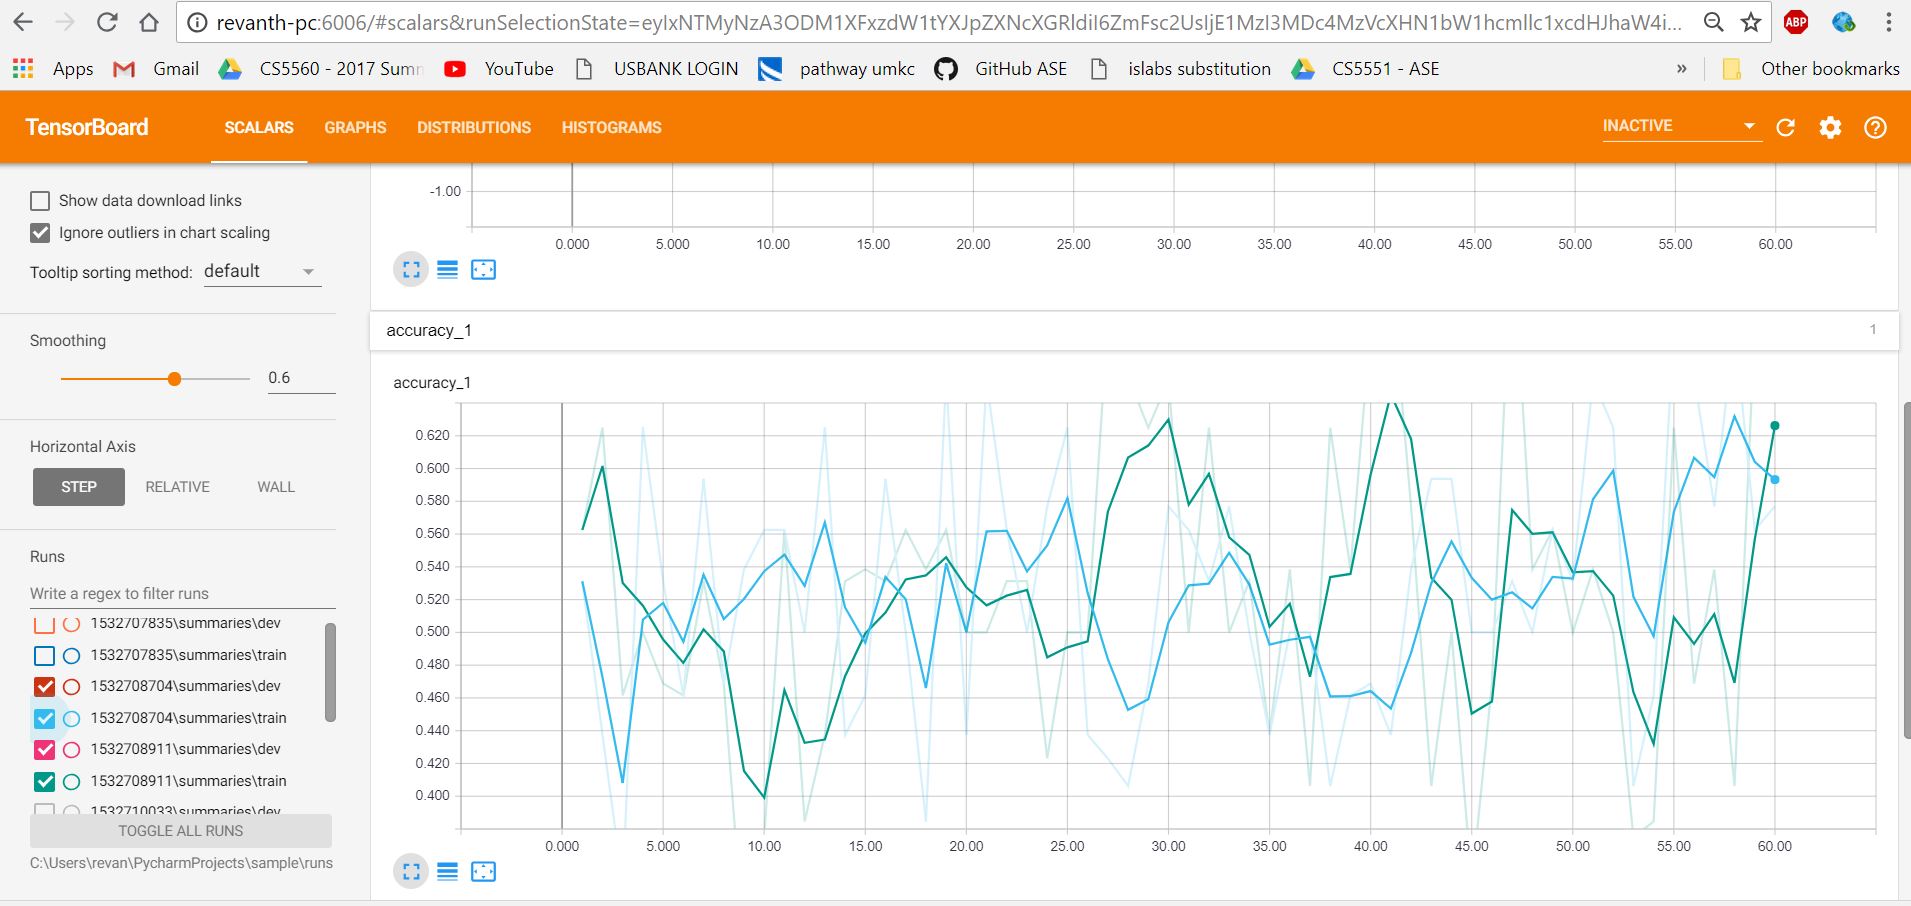 revanth-pc:6006/#scalars&runSelectionState=eyIxNTMyNzA3ODM1XFxzdW1tYXJpZXNcXGRldiI6ZmFsc2UsIjE1MzI3MDc4MzVcXHN1bW1hcmllc1xcdHJhaW4i...
ABP
Apps Gmail CS5560 - 2017 Summ YouTube USBANK LOGIN pathway umkc GitHub ASE islabs substitution CS5551 - ASE » Other bookmarks
TensorBoard SCALARS GRAPHS DISTRIBUTIONS HISTOGRAMS INACTIVE
Show data download links
Ignore outliers in chart scaling
Tooltip sorting method: default
Smoothing
0.6
Horizontal Axis
STEP RELATIVE WALL
Runs
Write a regex to filter runs
1532707835\summaries\dev
1532707835\summaries\train
1532708704\summaries\dev
1532708704\summaries\train
1532708911\summaries\dev
1532708911\summaries\train
1532710033\summaries\dev
TOGGLE ALL RUNS
C:\Users\revan\PycharmProjects\sample\runs
-1.00
0.000 5.000 10.00 15.00 20.00 25.00 30.00 35.00 40.00 45.00 50.00 55.00 60.00
accuracy_1 1
accuracy_1
0.620
0.600
0.580
0.560
0.540
0.520
0.500
0.480
0.460
0.440
0.420
0.400
0.000 5.000 10.00 15.00 20.00 25.00 30.00 35.00 40.00 45.00 50.00 55.00 60.00